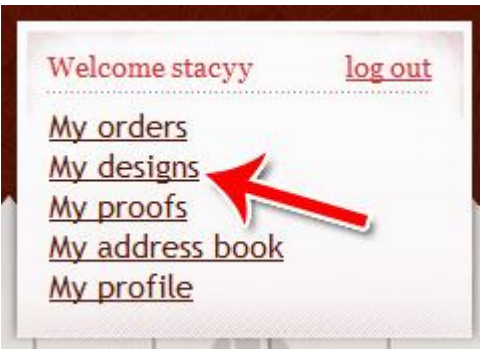 Welcome stacyy log out
My orders
My designs
My proofs
My address book
My profile